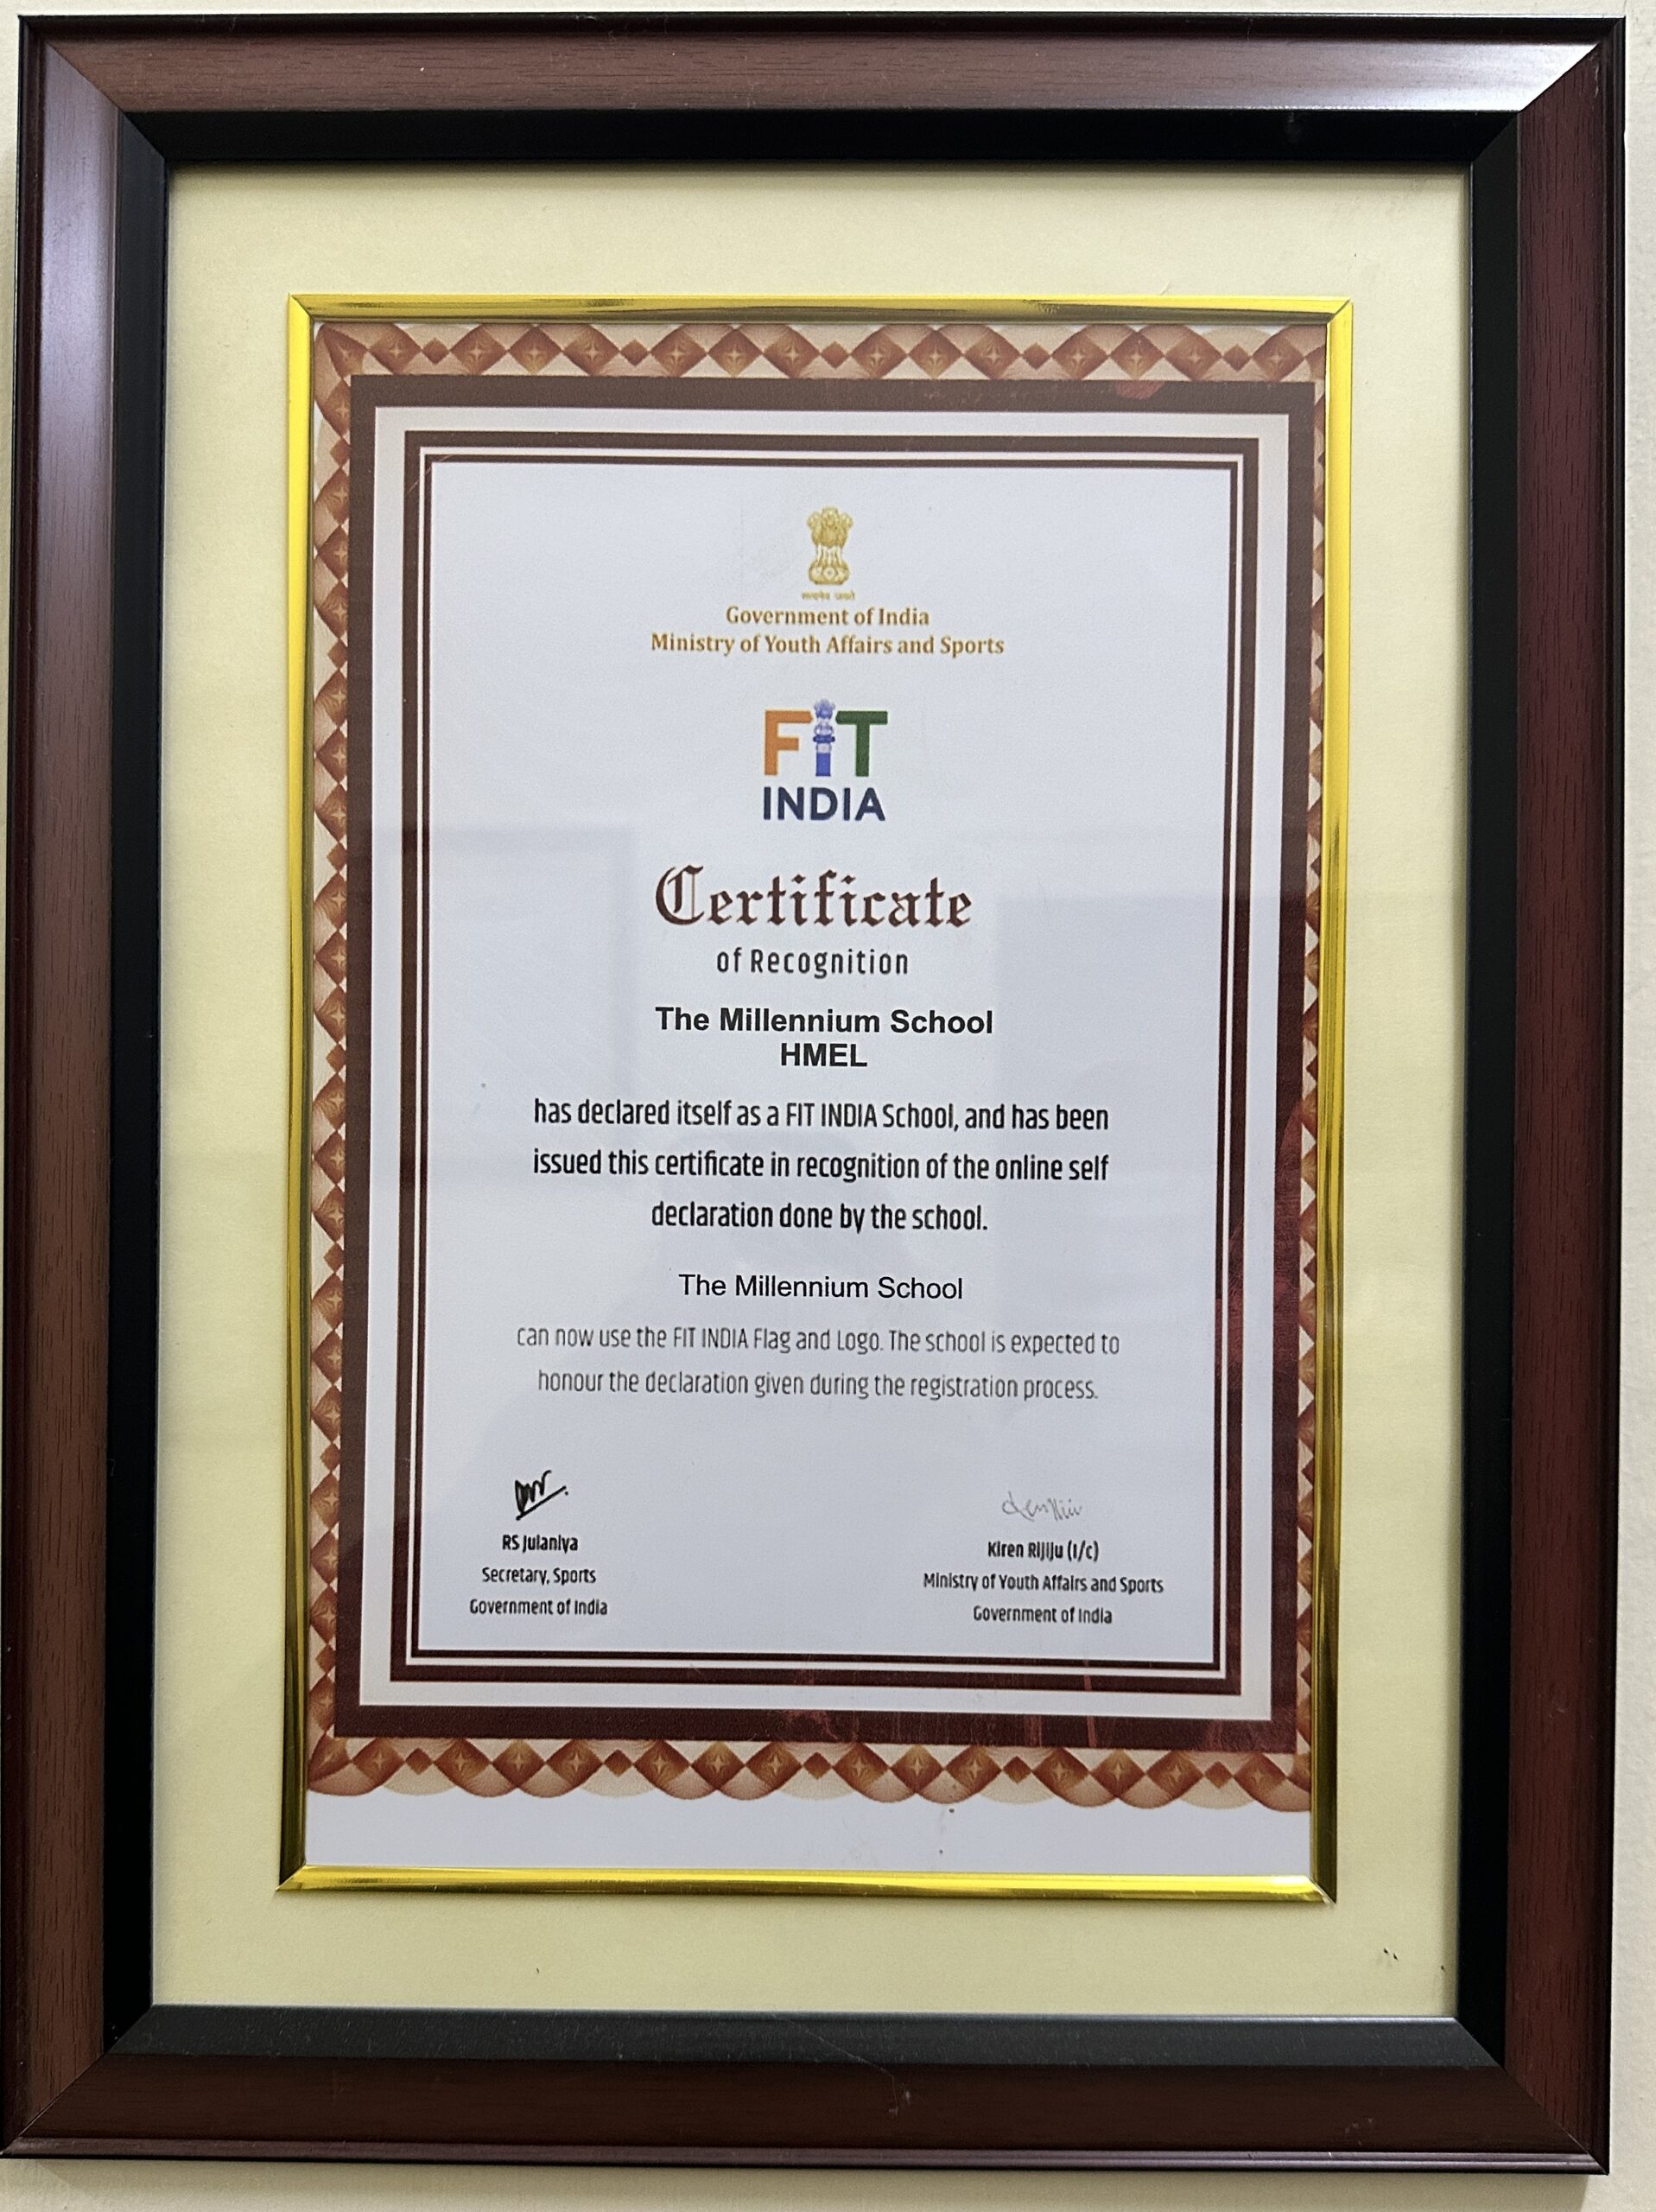 सत्यमेव जयते
Government of India
Ministry of Youth Affairs and Sports
FiT
INDIA
Certificate
of Recognition
The Millennium School
HMEL
has declared itself as a FIT INDIA School, and has been
issued this certificate in recognition of the online self
declaration done by the school.
The Millennium School
can now use the FIT INDIA Flag and Logo. The school is expected to
honour the declaration given during the registration process.
RS Julaniya
Secretary, Sports
Government of India
Kiren Rijiju (I/C)
Ministry of Youth Affairs and Sports
Government of India